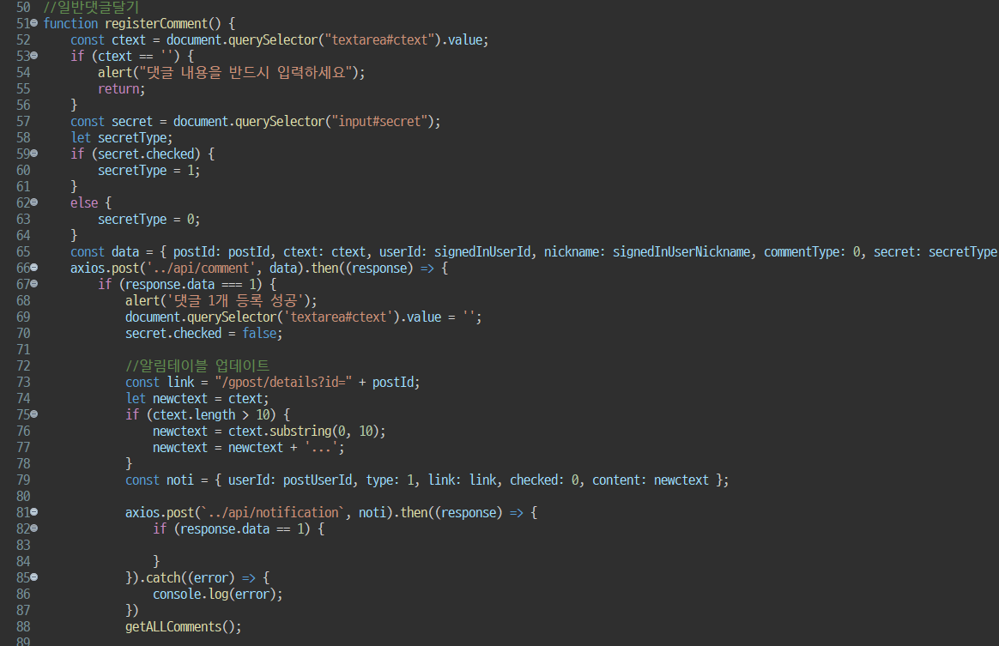 50 //일반댓글달기
51 function registerComment() {
52     const ctext = document.querySelector("textarea#ctext").value;
53     if (ctext == '') {
54         alert("댓글 내용을 반드시 입력하세요");
55         return;
56     }
57     const secret = document.querySelector("input#secret");
58     let secretType;
59     if (secret.checked) {
60         secretType = 1;
61     }
62     else {
63         secretType = 0;
64     }
65     const data = { postId: postId, ctext: ctext, userId: signedInUserId, nickname: signedInUserNickname, commentType: 0, secret: secretType
66     axios.post('../api/comment', data).then((response) => {
67         if (response.data === 1) {
68             alert('댓글 1개 등록 성공');
69             document.querySelector('textarea#ctext').value = '';
70             secret.checked = false;
71
72             //알림테이블 업데이트
73             const link = "/gpost/details?id=" + postId;
74             let newctext = ctext;
75             if (ctext.length > 10) {
76                 newctext = ctext.substring(0, 10);
77                 newctext = newctext + '...';
78             }
79             const noti = { userId: postUserId, type: 1, link: link, checked: 0, content: newctext };
80
81             axios.post(`../api/notification`, noti).then((response) => {
82                 if (response.data == 1) {
83
84                 }
85             }).catch((error) => {
86                 console.log(error);
87             })
88             getALLComments();
89